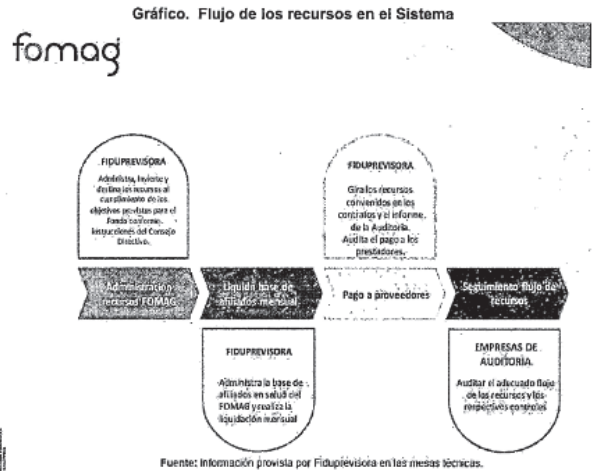 Gráfico. Flujo de los recursos en el Sistema
fomag
FIDUPREVISORA
Administra, invierte y
destina los recursos al
cumplimiento de los
objetivos previstos para el
Fondo conforme
instrucciones del Consejo
Directivo.
FIDUPREVISORA
Gira los recursos
convenidos en los
contratos y el informe
de la Auditoria.
Audita el pago a los
prestadores.
Administración
recursos FOMAG
Liquida base de
afiliados mensual
Pago a proveedores
Seguimiento flujo de
recursos
FIDUPREVISORA
Administra la base de
afiliados en salud del
FOMAG y realiza la
liquidación mensual
EMPRESAS DE
AUDITORÍA
Auditar el adecuado flujo
de los recursos y los
respectivos controles
Fuente: Información provista por Fiduprevisora en las mesas técnicas.